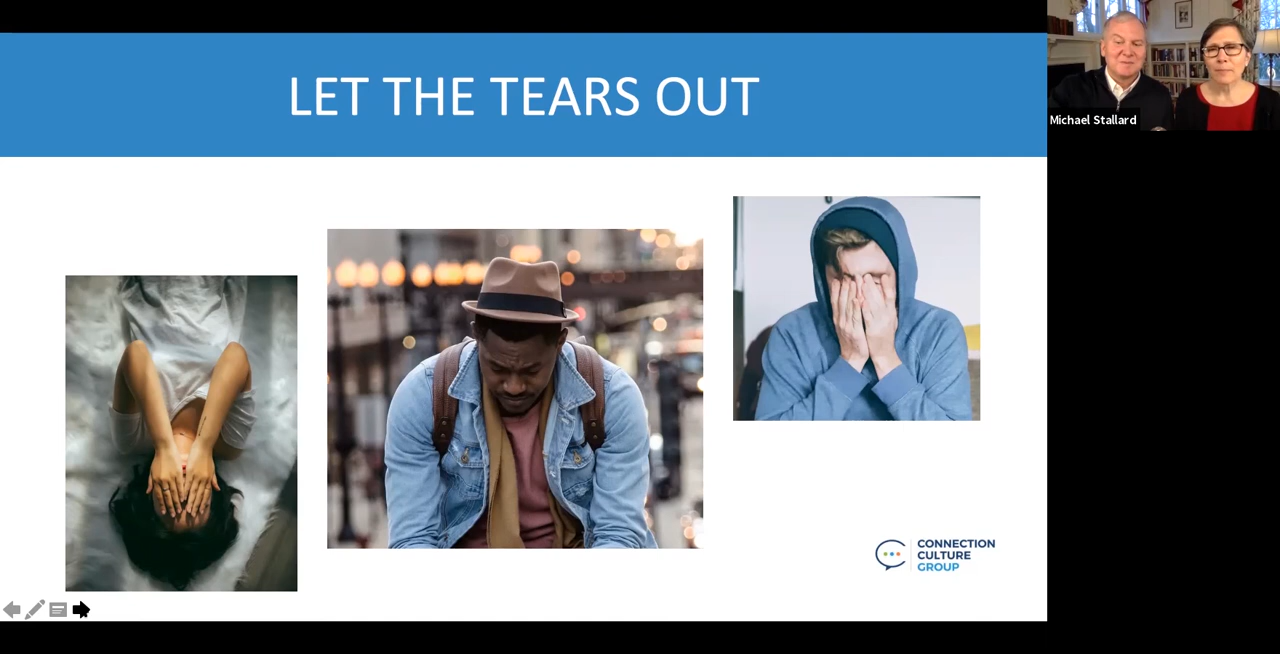 LET THE TEARS OUT
Michael Stallard
CONNECTION
CULTURE
GROUP